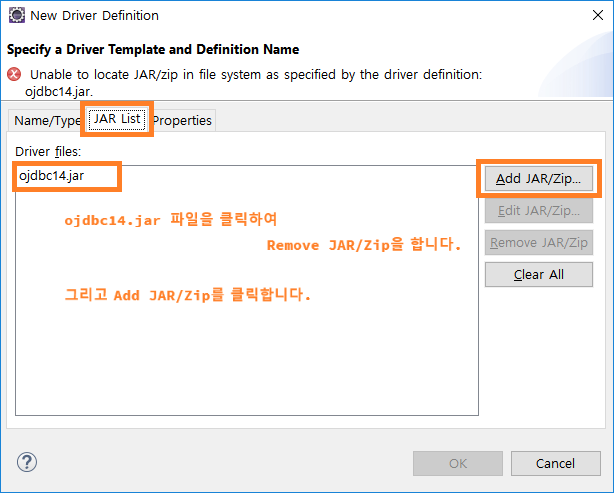 New Driver Definition
Specify a Driver Template and Definition Name
Unable to locate JAR/zip in file system as specified by the driver definition:
ojdbc14.jar.
Name/Type JAR List Properties
Driver files:
ojdbc14.jar
Add JAR/Zip...
ojdbc14.jar 파일을 클릭하여
Edit JAR/Zip...
Remove JAR/Zip을 합니다.
Remove JAR/Zip
Clear All
그리고 Add JAR/Zip를 클릭합니다.
?
OK
Cancel